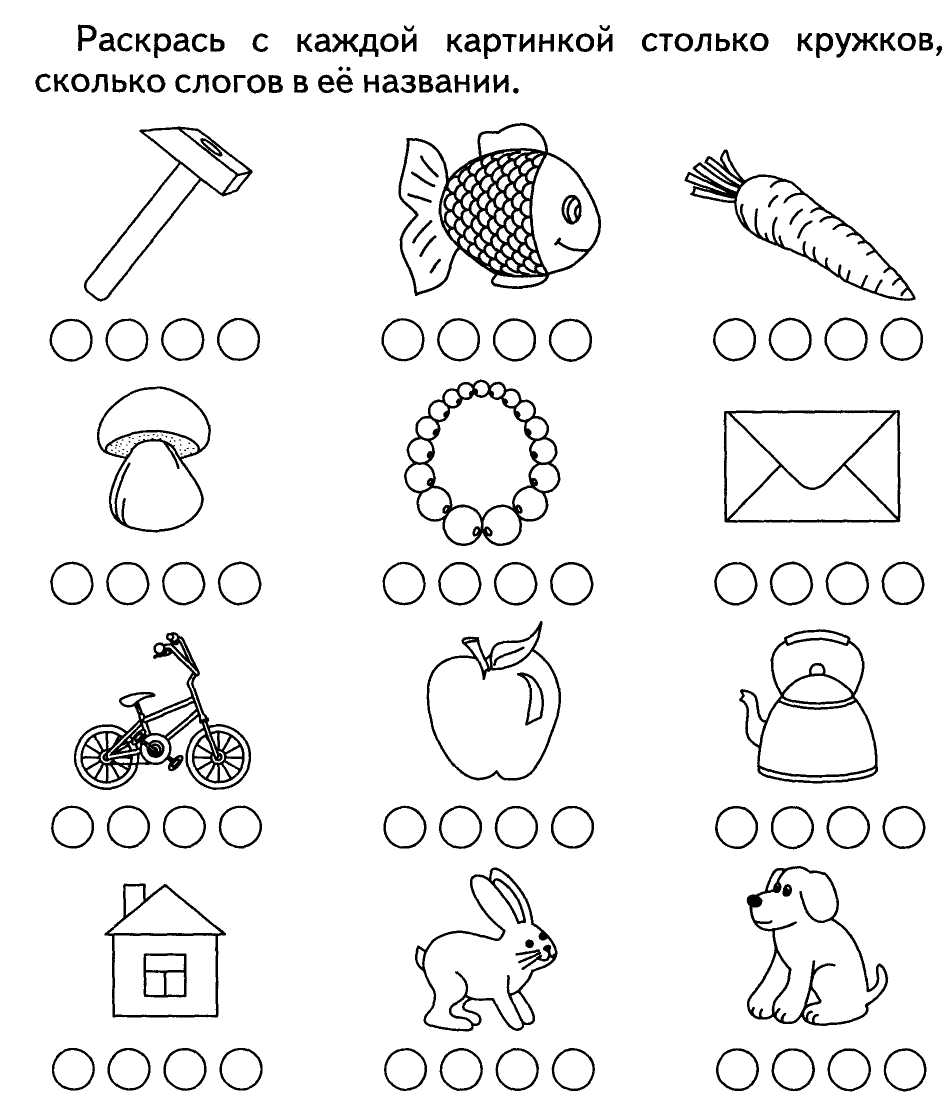 Раскрась с каждой картинкой столько кружков,
сколько слогов в её названии.